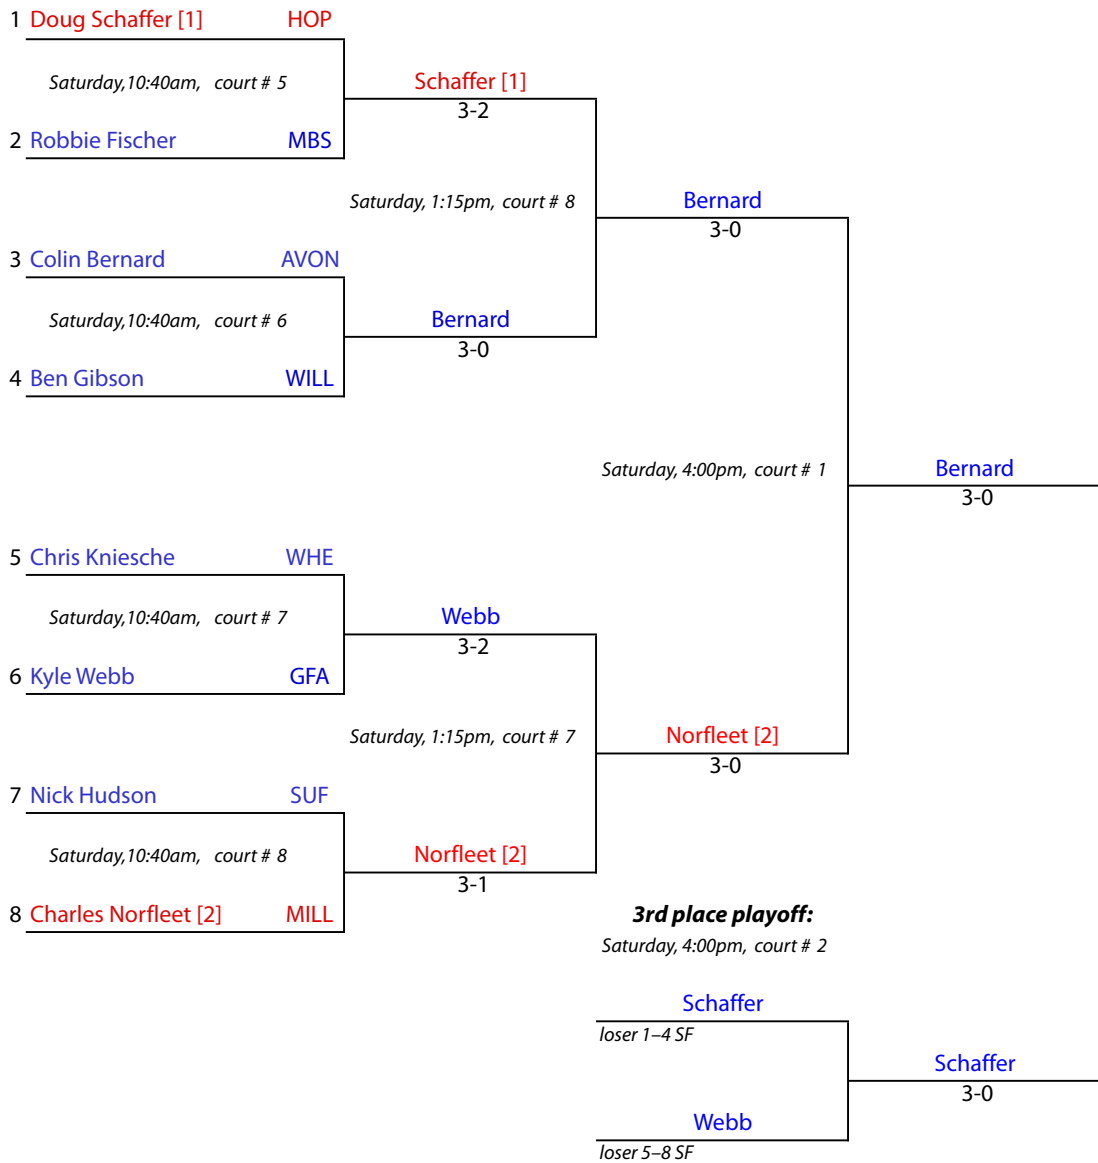 1 Doug Schaffer [1] HOP
Saturday,10:40am, court # 5
Schaffer [1]
3-2
2 Robbie Fischer MBS
Saturday, 1:15pm, court # 8
Bernard
3-0
3 Colin Bernard AVON
Saturday,10:40am, court # 6
Bernard
3-0
4 Ben Gibson WILL
Saturday, 4:00pm, court # 1
Bernard
3-0
5 Chris Kniesche WHE
Saturday,10:40am, court # 7
Webb
3-2
6 Kyle Webb GFA
Saturday, 1:15pm, court # 7
Norfleet [2]
3-0
7 Nick Hudson SUF
Saturday,10:40am, court # 8
Norfleet [2]
3-1
8 Charles Norfleet [2] MILL
3rd place playoff:
Saturday, 4:00pm, court # 2
Schaffer
loser 1–4 SF
Schaffer
3-0
Webb
loser 5–8 SF